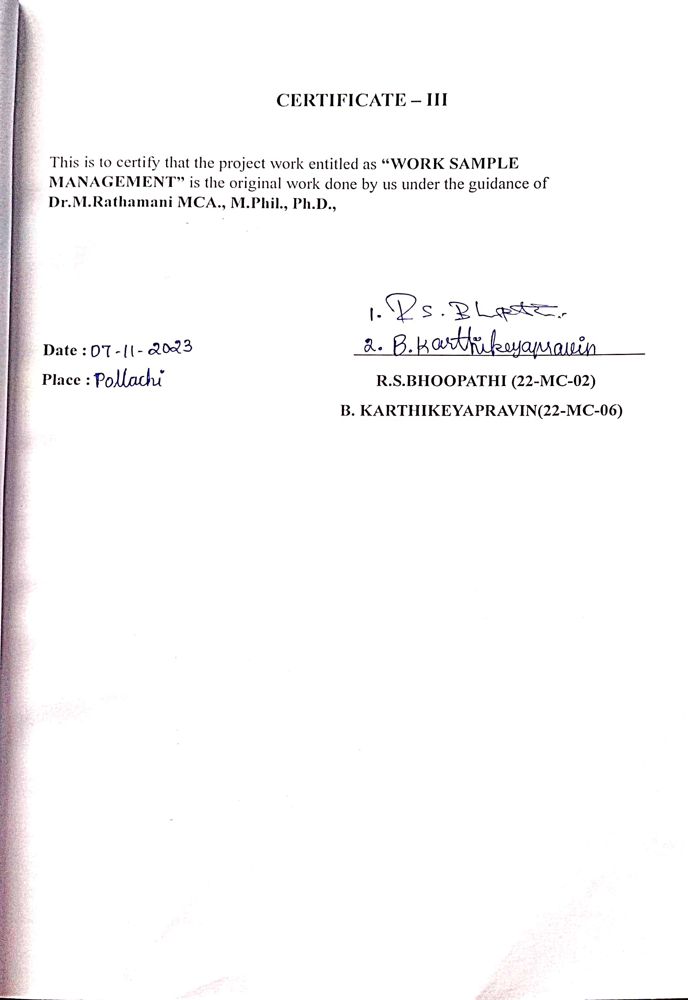 CERTIFICATE – III
This is to certify that the project work entitled as “WORK SAMPLE
MANAGEMENT” is the original work done by us under the guidance of
Dr.M.Rathamani MCA., M.Phil., Ph.D.,
1. R S. 
2. B. Karthikeyapravin
Date : 07-11-2023
Place : Pollachi
R.S.BHOOPATHI (22-MC-02)
B. KARTHIKEYAPRAVIN(22-MC-06)